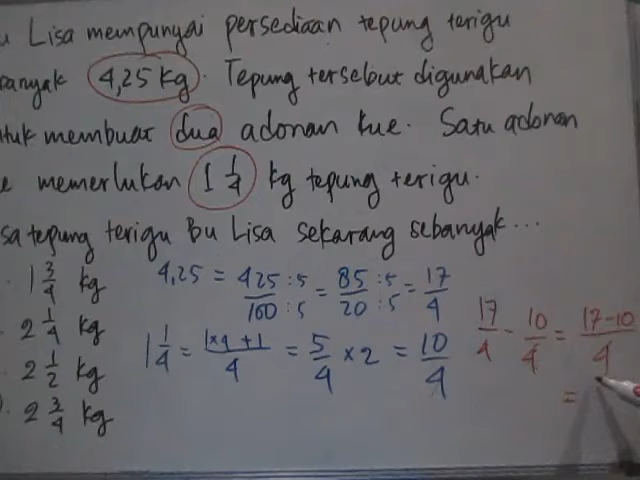 u Lisa mempunyai persediaan tepung terigu
banyak 4,25 kg. Tepung tersebut digunakan
ntuk membuat dua adonan kue. Satu adonan
e memerlukan 1 1/4 kg tepung terigu.
sa tepung terigu Bu Lisa sekarang sebanyak...
1 3/4 kg
2 1/4 kg
2 1/2 kg
2 3/4 kg
4,25 = 425 :5 / 100 :5 = 85 :5 / 20 :5 = 17/4
1 1/4 = 1x4+1 / 4 = 5/4 x 2 = 10/4
17/4 - 10/4 = 17-10 / 4
=